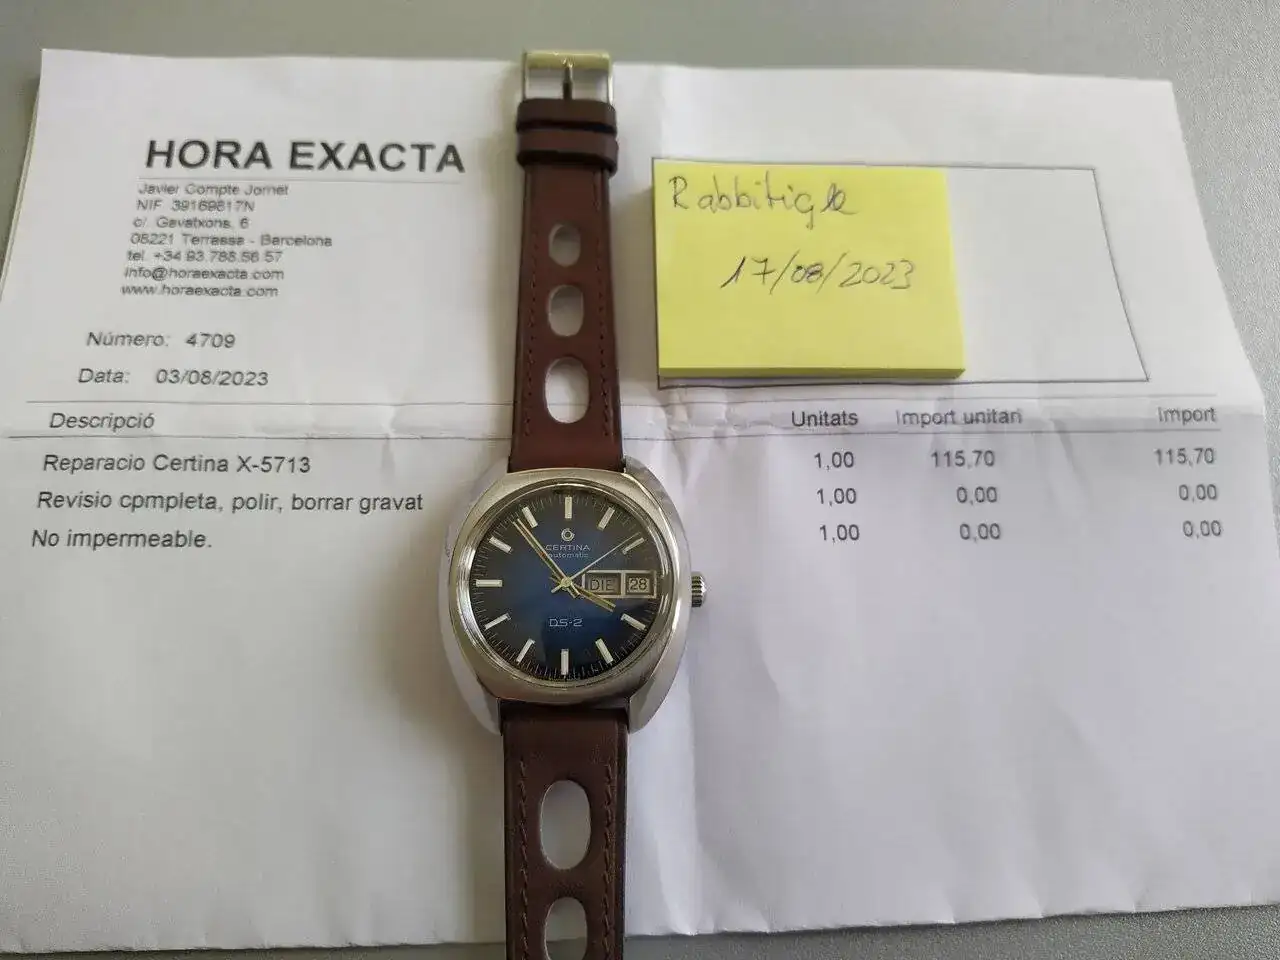 HORA EXACTA
Javier Compte Jornet
NIF 39169817N
c/. Gavatxons, 6
08221 Terrassa - Barcelona
tel. +34 93.788.56.57
info@horaexacta.com
www.horaexacta.com
Rabbitigle
17/08/2023
Número: 4709
Data: 03/08/2023
Descripció Unitats Import unitari Import
Reparacio Certina X-5713 1,00 115,70 115,70
Revisio cpmpleta, polir, borrar gravat 1,00 0,00 0,00
No impermeable. 1,00 0,00 0,00
CERTINA
automatic
DIE 28
DS-2